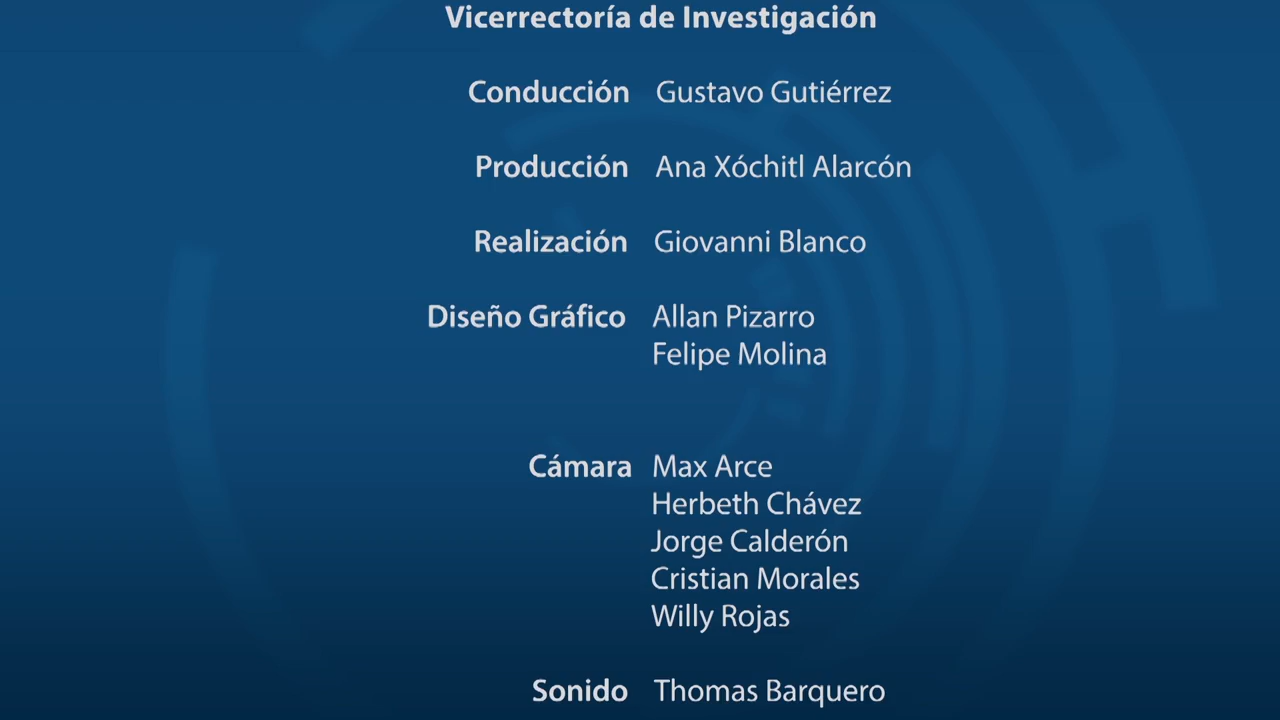 Vicerrectoría de Investigación
Conducción Gustavo Gutiérrez
Producción Ana Xóchitl Alarcón
Realización Giovanni Blanco
Diseño Gráfico Allan Pizarro
Felipe Molina
Cámara Max Arce
Herbeth Chávez
Jorge Calderón
Cristian Morales
Willy Rojas
Sonido Thomas Barquero